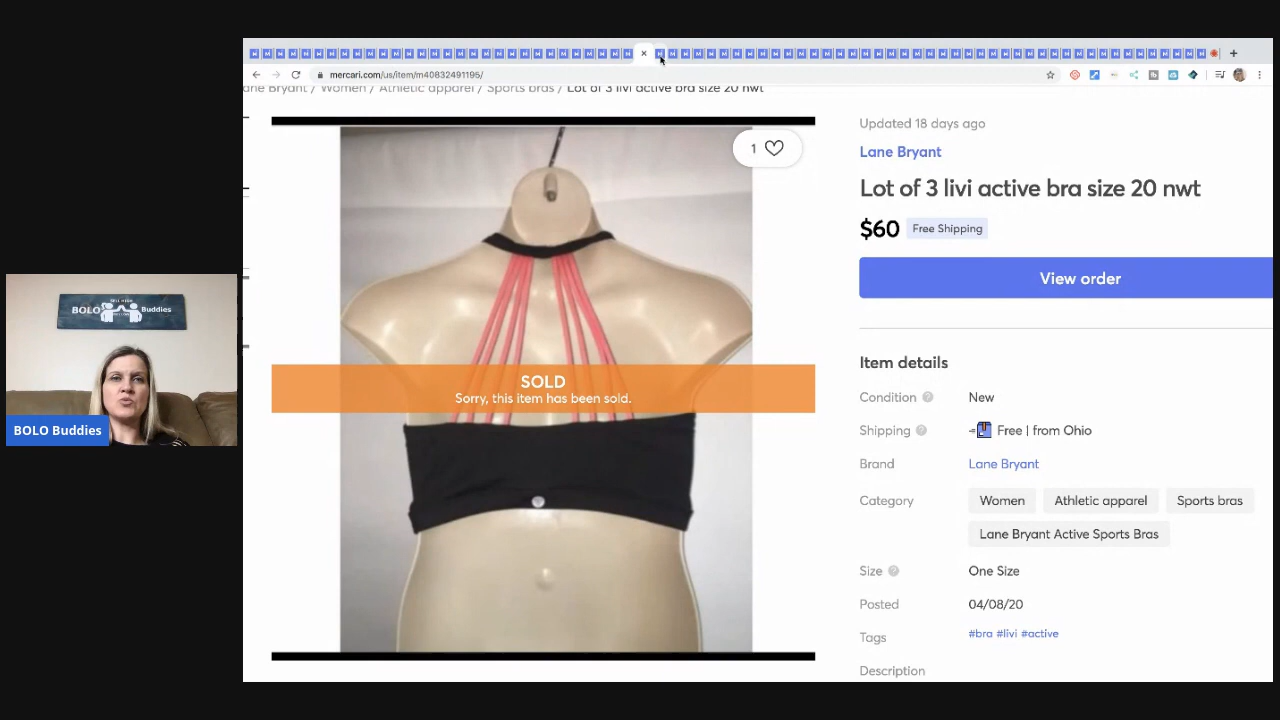 mercari.com/us/item/m40832491195/
ane Bryant / Women / Athletic apparel / Sports bras / Lot of 3 livi active bra size 20 nwt
1
SOLD
Sorry, this item has been sold.
Updated 18 days ago
Lane Bryant
Lot of 3 livi active bra size 20 nwt
$60 Free Shipping
View order
Item details
Condition New
Shipping Free | from Ohio
Brand Lane Bryant
Category Women Athletic apparel Sports bras
Lane Bryant Active Sports Bras
Size One Size
Posted 04/08/20
Tags #bra #livi #active
Description
BOLO Buddies
BOLO Buddies